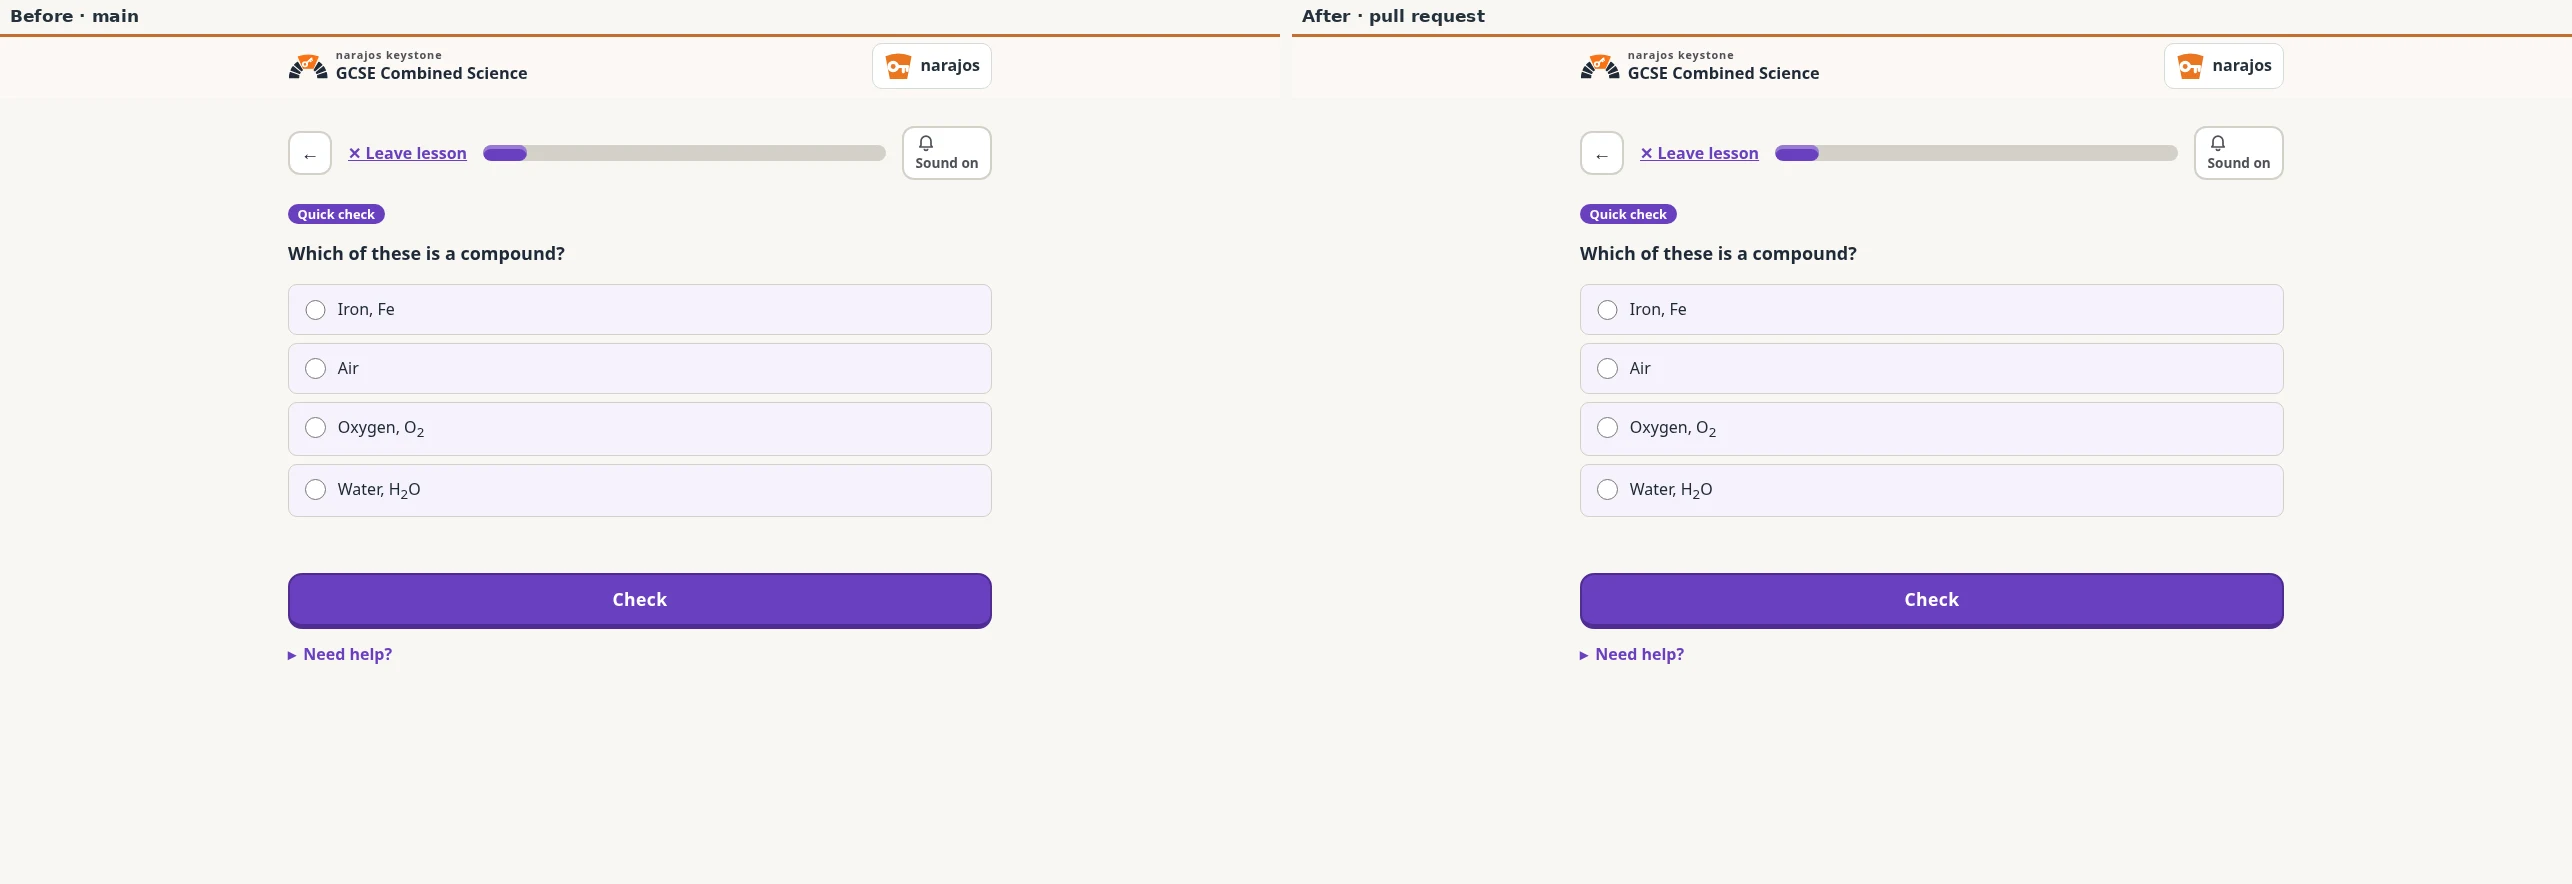 Before · main
narajos keystone
GCSE Combined Science
narajos
←
✕ Leave lesson
Sound on
Quick check
Which of these is a compound?
Iron, Fe
Air
Oxygen, O₂
Water, H₂O
Check
▸ Need help?
After · pull request
narajos keystone
GCSE Combined Science
narajos
←
✕ Leave lesson
Sound on
Quick check
Which of these is a compound?
Iron, Fe
Air
Oxygen, O₂
Water, H₂O
Check
▸ Need help?